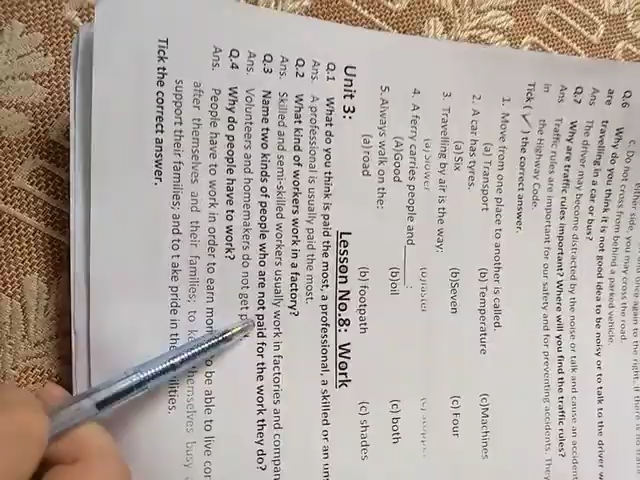 either side, you may cross the road.
c. Do not cross from behind a parked vehicle.
Q.6 Why do you think it is not good idea to be noisy or to talk to the driver w
are travelling in a car or bus?
Ans The driver may become distracted by the noise or talk and cause an accident
Q.7 Why are traffic rules important? Where will you find the traffic rules?
Ans Traffic rules are important for our safety and for preventing accidents. They
in the Highway Code.
Tick ( ✓ ) the correct answer.
1. Move from one place to another is called.
(a) Transport (b) Temperature (c)Machines
2. A car has tyres.
(a) Six (b)Seven (c) Four
3. Travelling by air is the way:
(a) Slower (b)faster
4. A ferry carries people and ______:
(A)Good (b)oil (c) both
5. Always walk on the:
(a) road (b) footpath (c) shades
Unit 3: Lesson No.8: Work
Q.1 What do you think is paid the most, a professional, a skilled or an un
Ans A professional is usually paid the most.
Q.2 What kind of workers work in a factory?
Ans. Skilled and semi-skilled workers usually work in factories and compan
Q.3 Name two kinds of people who are not paid for the work they do?
Ans. Volunteers and homemakers do not get p
Q.4 Why do people have to work?
Ans. People have to work in order to earn mon o be able to live com
after themselves and their families; to k themselves busy
support their families; and to take pride in the ilities.
Tick the correct answer.